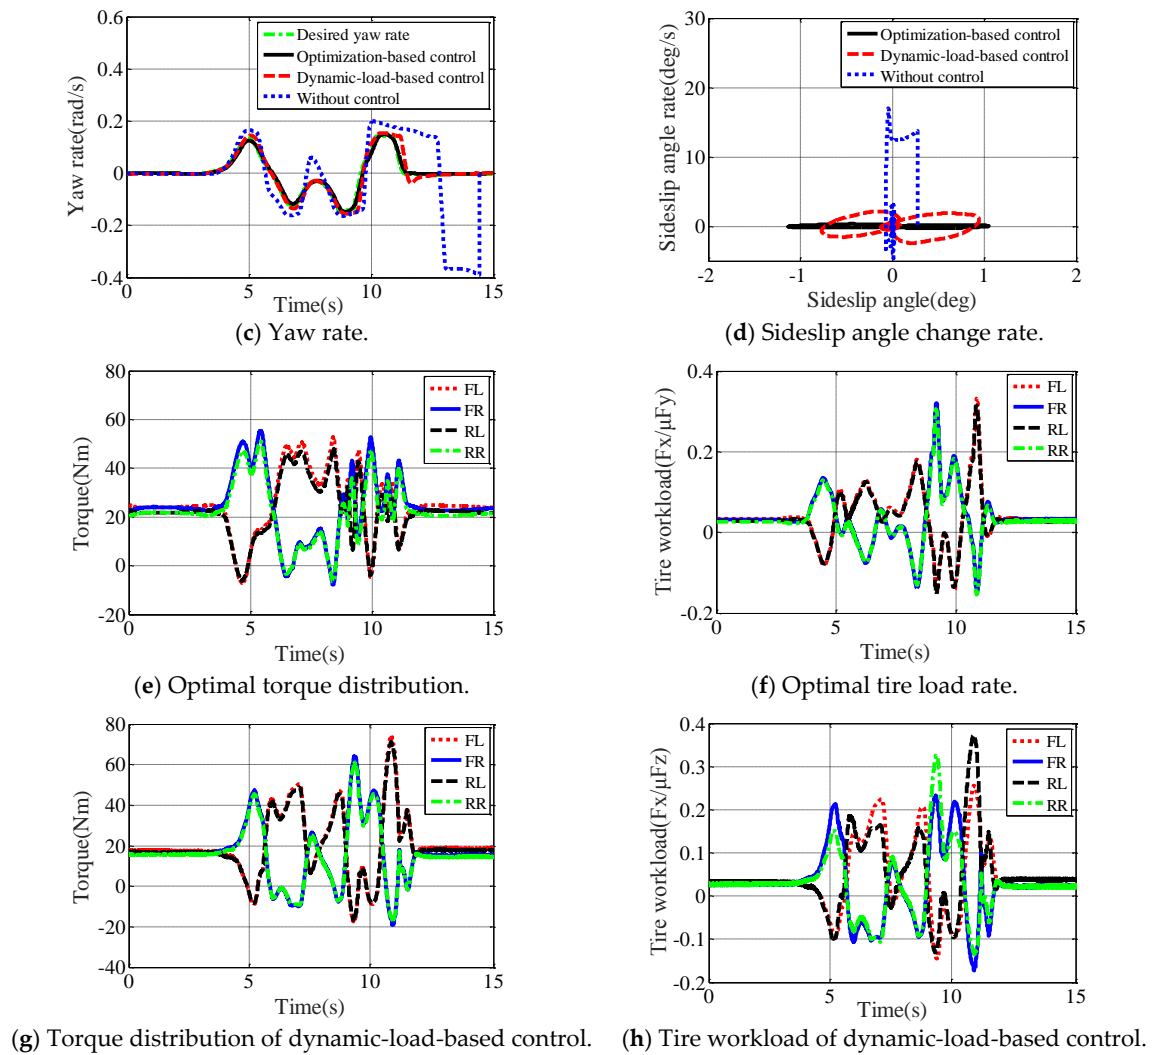 0.6
0.4
0.2
0
-0.2
-0.4
Yaw rate(rad/s)
Desired yaw rate
Optimization-based control
Dynamic-load-based control
Without control
0 5 10 15
Time(s)
(c) Yaw rate.
30
20
10
0
Sideslip angle rate(deg/s)
Optimization-based control
Dynamic-load-based control
Without control
-2 -1 0 1 2
Sideslip angle(deg)
(d) Sideslip angle change rate.
80
60
40
20
0
-20
Torque(Nm)
FL
FR
RL
RR
0 5 10 15
Time(s)
(e) Optimal torque distribution.
0.4
0.2
0
-0.2
Tire workload(Fx/μFy)
FL
FR
RL
RR
0 5 10 15
Time(s)
(f) Optimal tire load rate.
80
60
40
20
0
-20
-40
Torque(Nm)
FL
FR
RL
RR
0 5 10 15
Time(s)
(g) Torque distribution of dynamic-load-based control.
0.4
0.3
0.2
0.1
0
-0.1
-0.2
Tire workload(Fx/μFz)
FL
FR
RL
RR
0 5 10 15
Time(s)
(h) Tire workload of dynamic-load-based control.